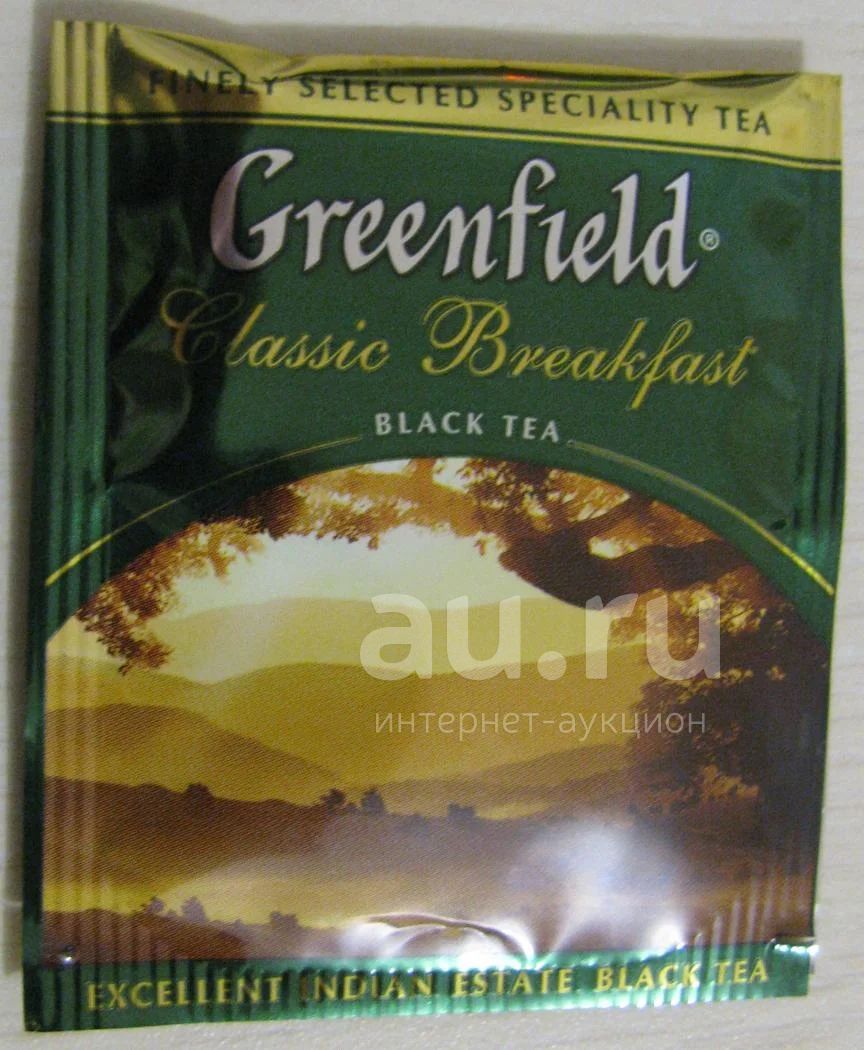 FINELY SELECTED SPECIALITY TEA
Greenfield®
Classic Breakfast
BLACK TEA
au.ru
интернет-аукцион
EXCELLENT INDIAN ESTATE BLACK TEA